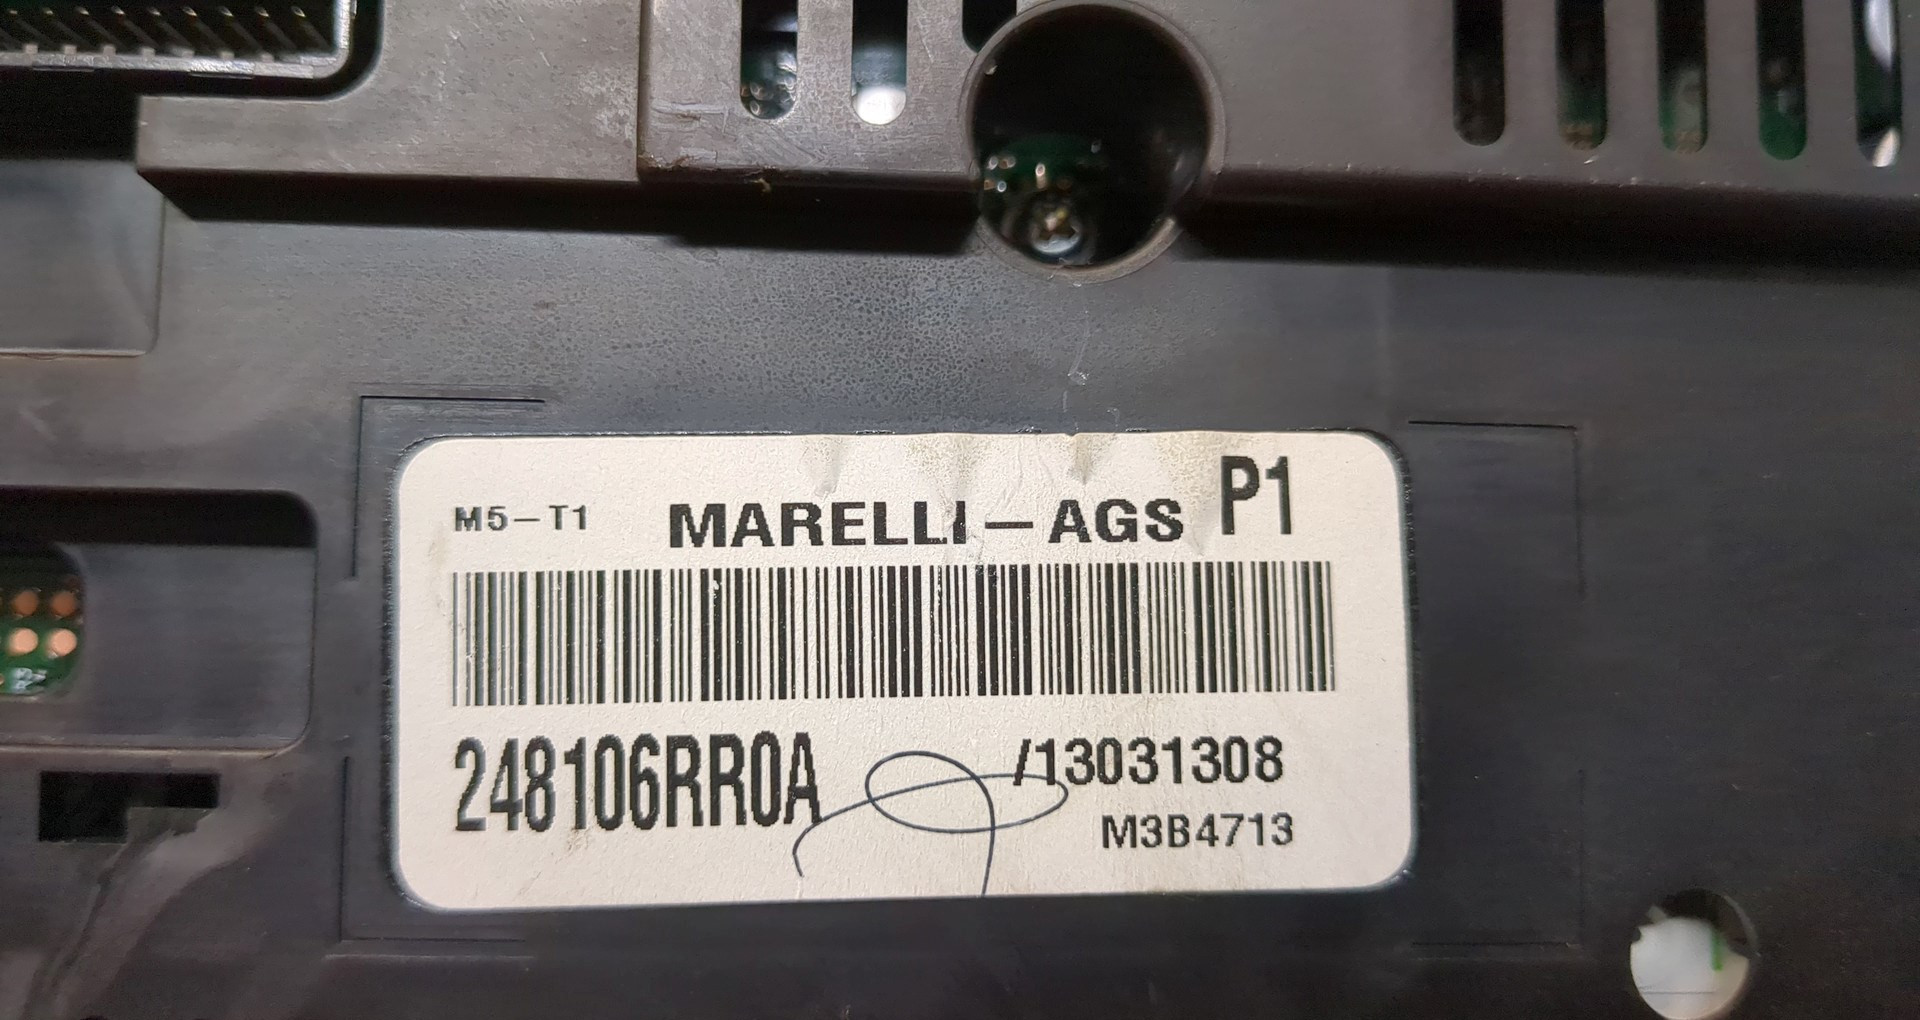 M5-T1 MARELLI-AGS P1
248106RR0A /13031308
M3B4713